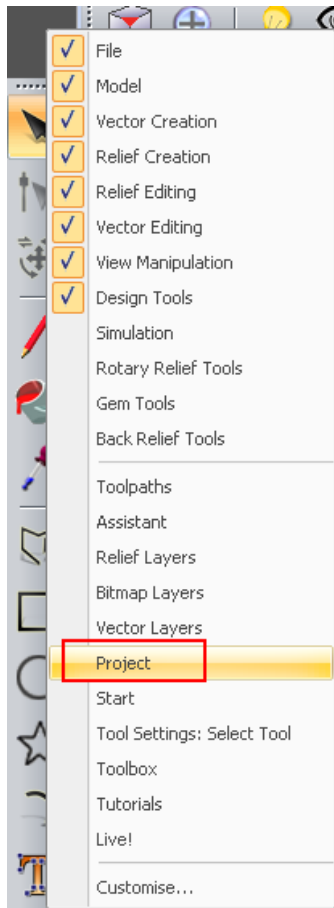 File
Model
Vector Creation
Relief Creation
Relief Editing
Vector Editing
View Manipulation
Design Tools
Simulation
Rotary Relief Tools
Gem Tools
Back Relief Tools
Toolpaths
Assistant
Relief Layers
Bitmap Layers
Vector Layers
Project
Start
Tool Settings: Select Tool
Toolbox
Tutorials
Live!
Customise...